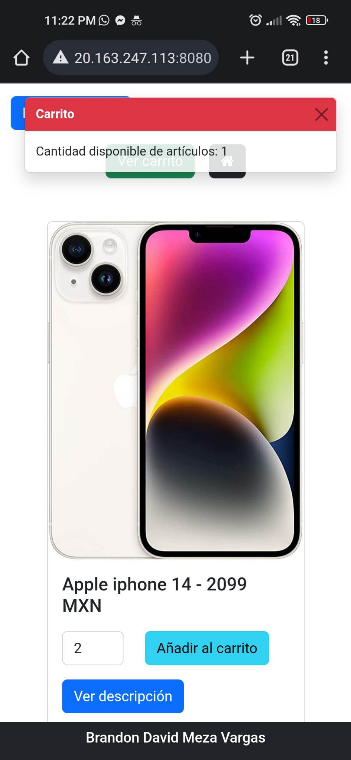 11:22 PM
18
20.163.247.113:8080
21
Carrito
Cantidad disponible de artículos: 1
Ver carrito
Apple iphone 14 - 2099
MXN
2
Añadir al carrito
Ver descripción
Brandon David Meza Vargas